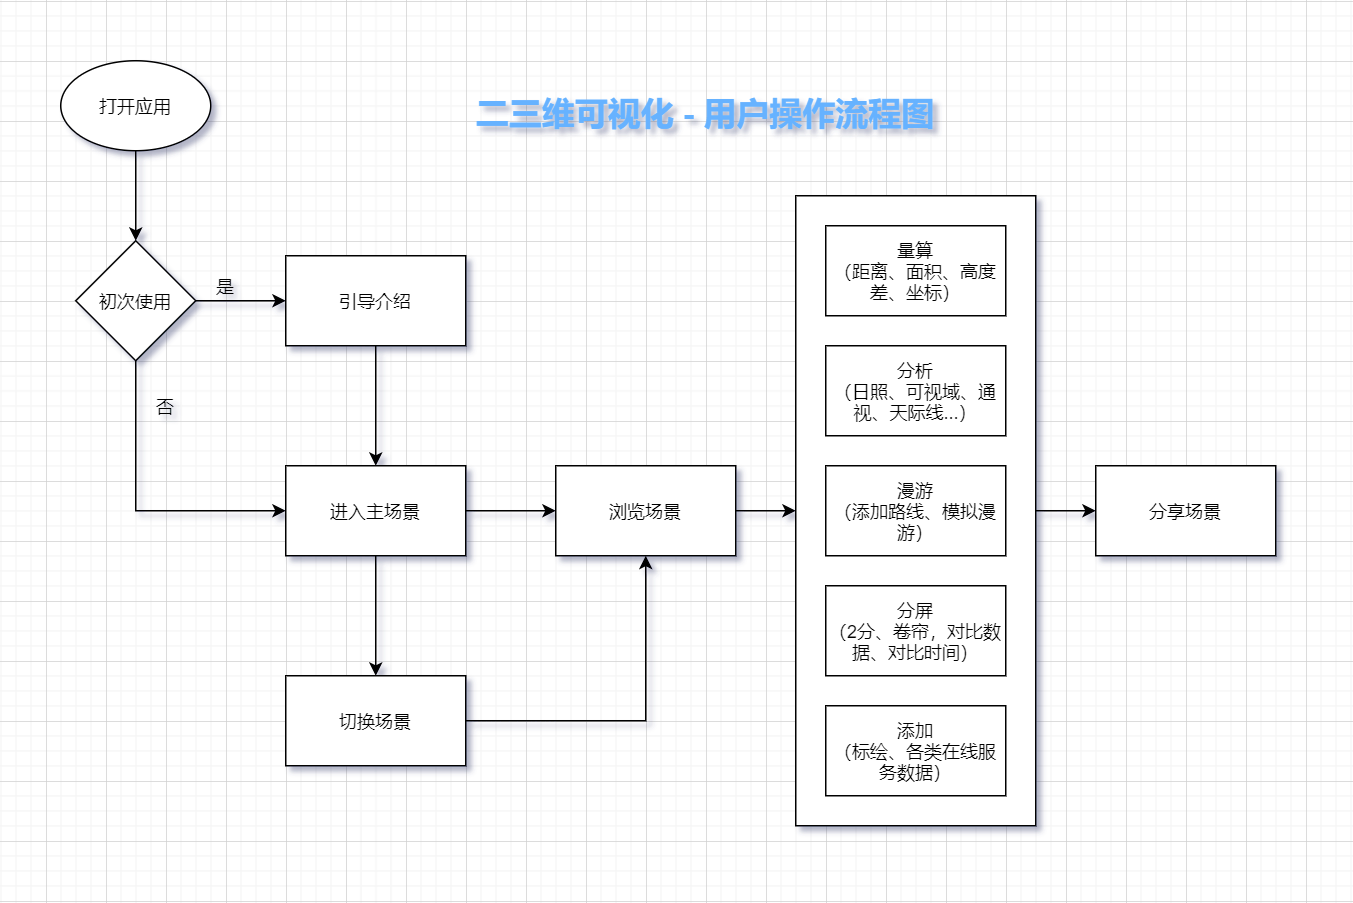 二三维可视化 - 用户操作流程图
打开应用
初次使用
是
否
引导介绍
进入主场景
切换场景
浏览场景
量算
（距离、面积、高度
差、坐标）
分析
（日照、可视域、通
视、天际线...）
漫游
（添加路线、模拟漫
游）
分屏
（2分、卷帘，对比数
据、对比时间）
添加
（标绘、各类在线服
务数据）
分享场景